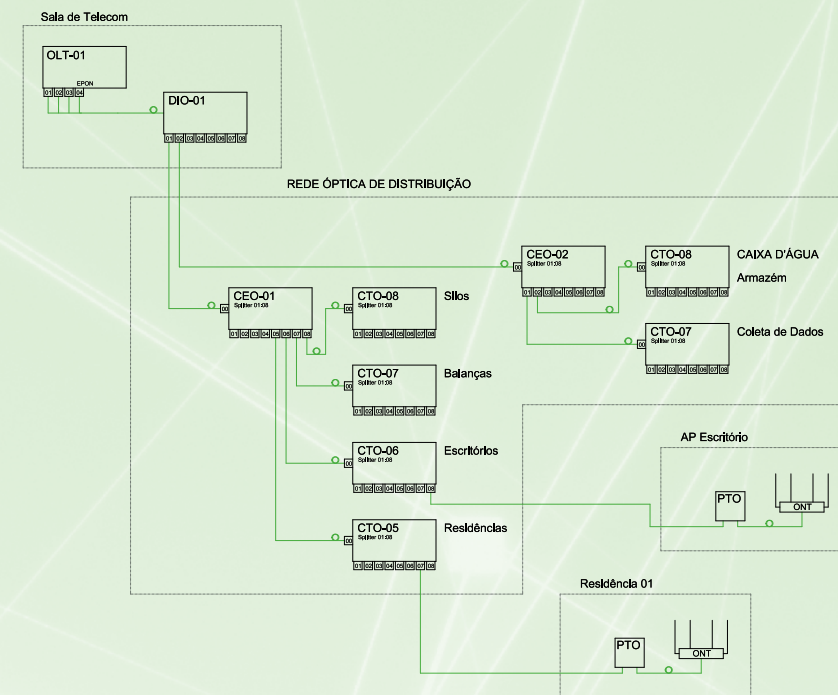 Sala de Telecom
OLT-01
EPON
01 02 03 04
DIO-01
01 02 03 04 05 06 07 08
REDE ÓPTICA DE DISTRIBUIÇÃO
CEO-02
Splitter 01:08
00
01 02 03 04 05 06 07 08
CTO-08
Splitter 01:08
00
01 02 03 04 05 06 07 08
CAIXA D'ÁGUA
Armazém
CEO-01
Splitter 01:08
00
01 02 03 04 05 06 07 08
CTO-08
Splitter 01:08
00
01 02 03 04 05 06 07 08
Silos
CTO-07
Splitter 01:08
00
01 02 03 04 05 06 07 08
Coleta de Dados
CTO-07
Splitter 01:08
00
01 02 03 04 05 06 07 08
Balanças
CTO-06
Splitter 01:08
00
01 02 03 04 05 06 07 08
Escritórios
AP Escritório
PTO
ONT
CTO-05
Splitter 01:08
00
01 02 03 04 05 06 07 08
Residências
Residência 01
PTO
ONT